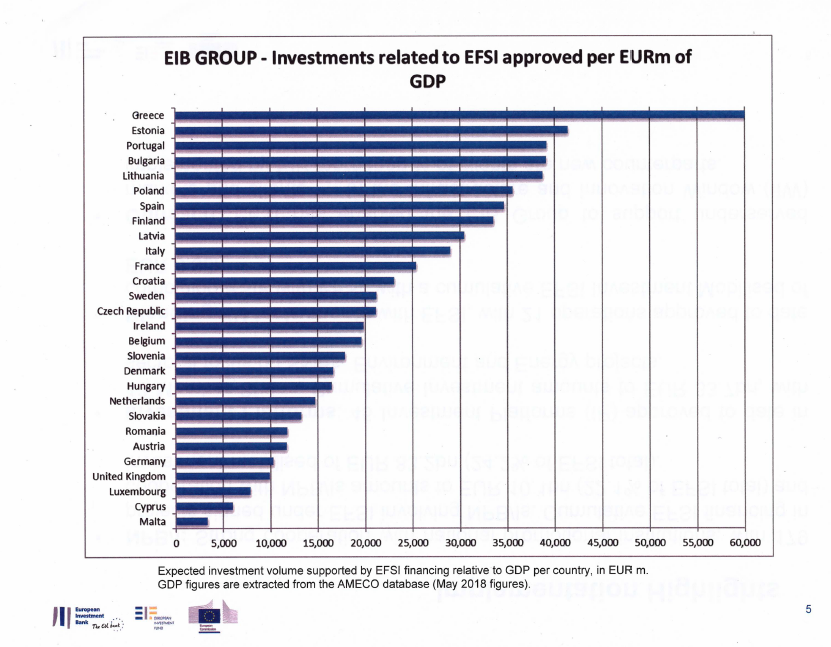 EIB GROUP - Investments related to EFSI approved per EURm of
GDP
Greece
Estonia
Portugal
Bulgaria
Lithuania
Poland
Spain
Finland
Latvia
Italy
France
Croatia
Sweden
Czech Republic
Ireland
Belgium
Slovenia
Denmark
Hungary
Netherlands
Slovakia
Romania
Austria
Germany
United Kingdom
Luxembourg
Cyprus
Malta
0 5,000 10,000 15,000 20,000 25,000 30,000 35,000 40,000 45,000 50,000 55,000 60,000
Expected investment volume supported by EFSI financing relative to GDP per country, in EUR m.
GDP figures are extracted from the AMECO database (May 2018 figures).
European
Investment
Bank The EU bank
EUROPEAN
INVESTMENT
FUND
European
Commission
5